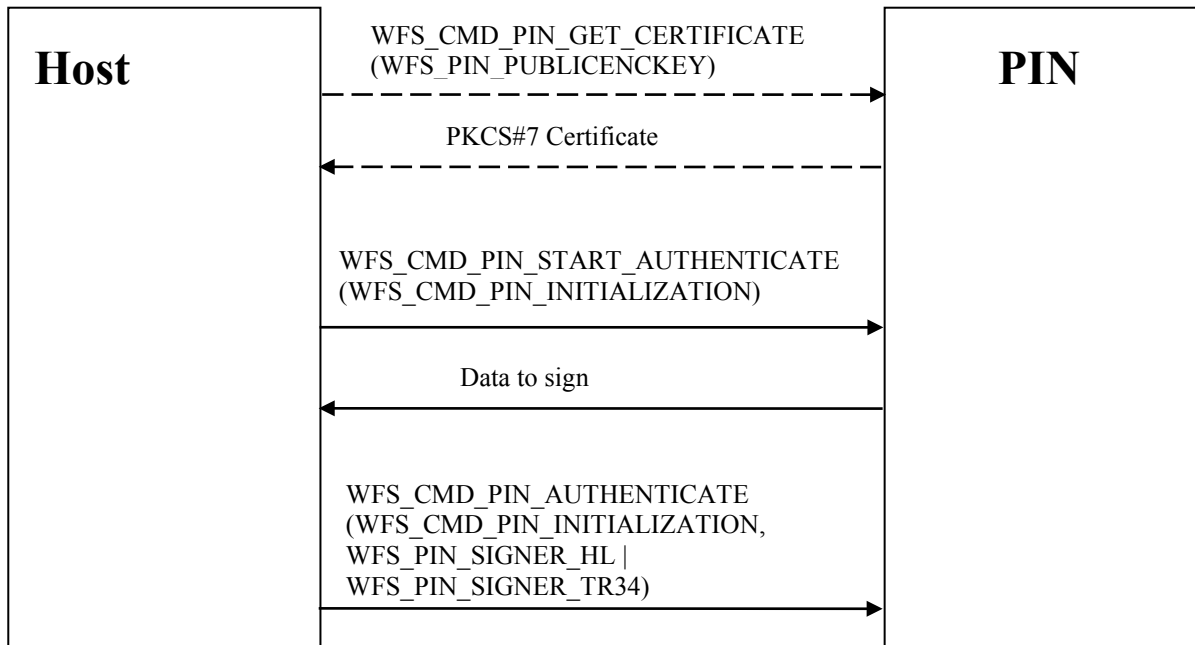 Host
PIN
WFS_CMD_PIN_GET_CERTIFICATE
(WFS_PIN_PUBLICENCKEY)
PKCS#7 Certificate
WFS_CMD_PIN_START_AUTHENTICATE
(WFS_CMD_PIN_INITIALIZATION)
Data to sign
WFS_CMD_PIN_AUTHENTICATE
(WFS_CMD_PIN_INITIALIZATION,
WFS_PIN_SIGNER_HL |
WFS_PIN_SIGNER_TR34)